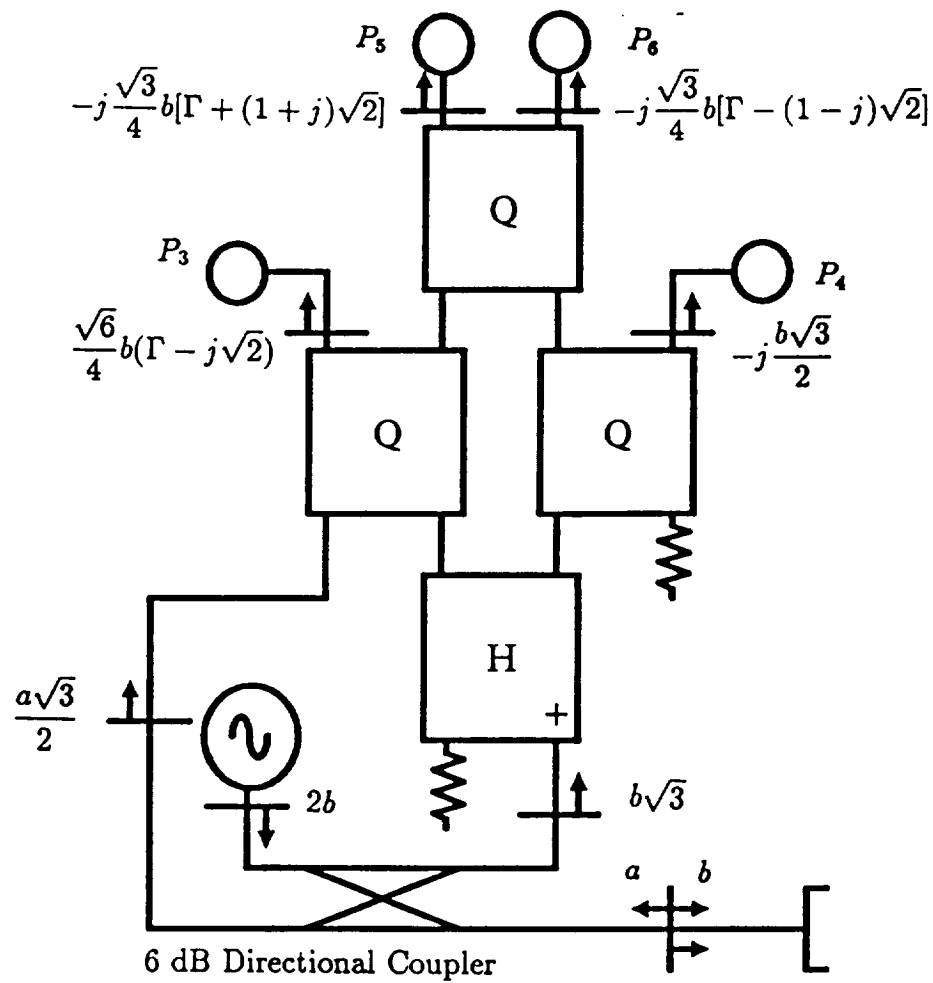 P₅ P₆
-j √3/4 b[Γ + (1 + j)√2] -j √3/4 b[Γ - (1 - j)√2]
Q
P₃ P₄
√6/4 b(Γ - j√2) -j b√3/2
Q Q
H
+
a√3/2
2b b√3
a b
6 dB Directional Coupler